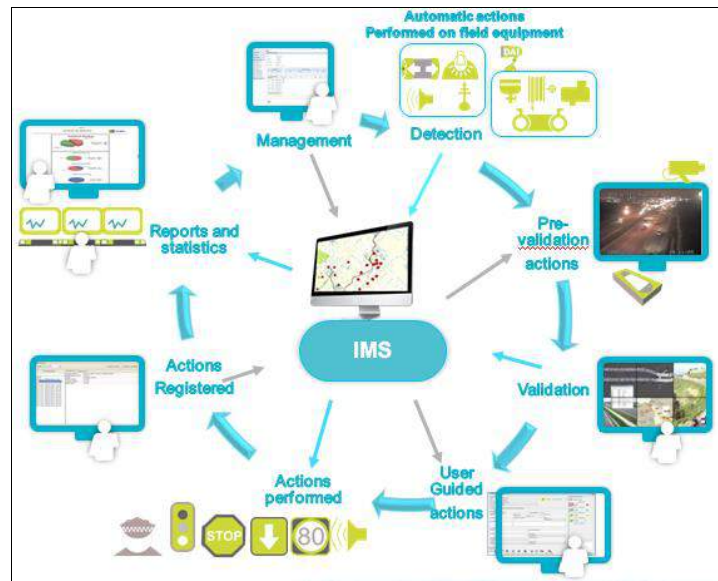 Automatic actions
Performed on field equipment
DAI
Management
Detection
Reports and
statistics
Pre-
validation
actions
IMS
Actions
Registered
Validation
Actions
performed
User
Guided
actions
STOP
80